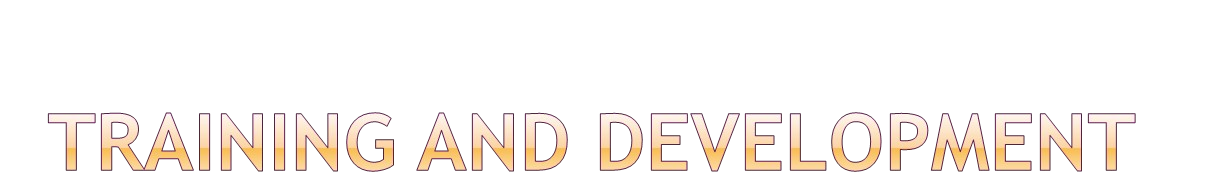 TRAINING AND DEVELOPMENT